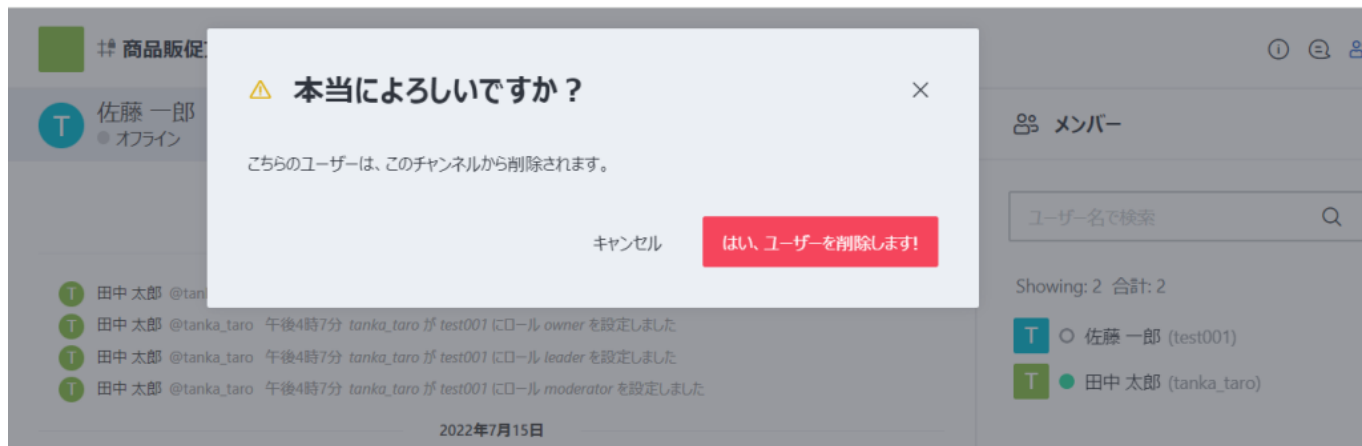 商品販促
本当によろしいですか？
佐藤 一郎
オフライン
メンバー
こちらのユーザーは、このチャンネルから削除されます。
ユーザー名で検索
キャンセル
はい、ユーザーを削除します!
Showing: 2 合計: 2
T 田中 太郎 @tan
T 田中 太郎 @tanka_taro 午後4時7分 tanka_taro が test001 にロール owner を設定しました
T 田中 太郎 @tanka_taro 午後4時7分 tanka_taro が test001 にロール leader を設定しました
T 田中 太郎 @tanka_taro 午後4時7分 tanka_taro が test001 にロール moderator を設定しました
2022年7月15日
T 佐藤 一郎 (test001)
T 田中 太郎 (tanka_taro)